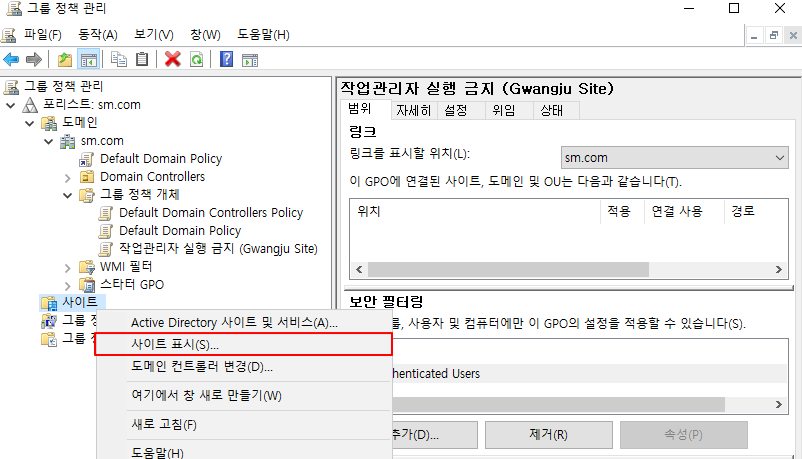 그룹 정책 관리
파일(F) 동작(A) 보기(V) 창(W) 도움말(H)
그룹 정책 관리
포리스트: sm.com
도메인
sm.com
Default Domain Policy
Domain Controllers
그룹 정책 개체
Default Domain Controllers Policy
Default Domain Policy
작업관리자 실행 금지 (Gwangju Site)
WMI 필터
스타터 GPO
사이트
그룹
그룹
Active Directory 사이트 및 서비스(A)...
사이트 표시(S)...
도메인 컨트롤러 변경(D)...
여기에서 창 새로 만들기(W)
새로 고침(F)
도움말(H)
작업관리자 실행 금지 (Gwangju Site)
범위 자세히 설정 위임 상태
링크
링크를 표시할 위치(L): sm.com
이 GPO에 연결된 사이트, 도메인 및 OU는 다음과 같습니다(T).
위치 적용 연결 사용 경로
보안 필터링
사용자 및 컴퓨터에만 이 GPO의 설정을 적용할 수 있습니다(S).
henticated Users
추가(D)... 제거(R) 속성(P)